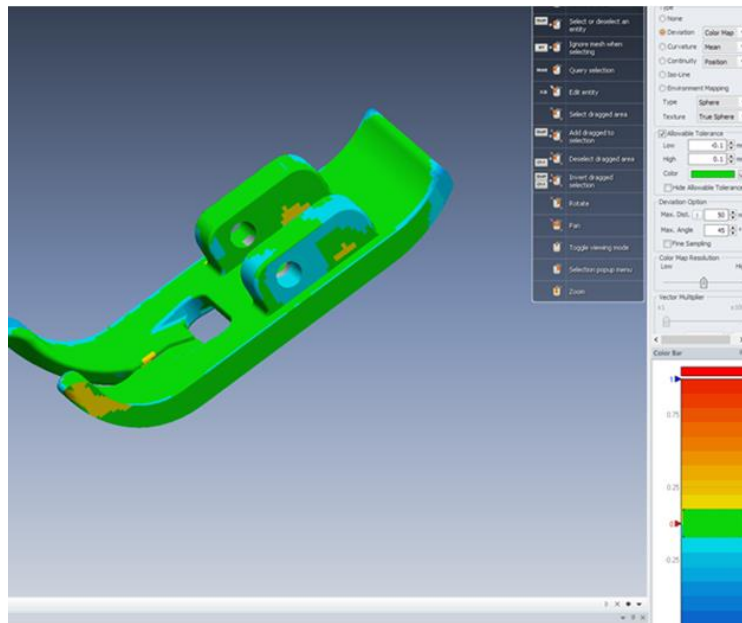 Select or deselect an
entity
Ignore mesh when
selecting
Query selection
Edit entity
Select dragged area
Add dragged to
selection
Deselect dragged area
Invert dragged
selection
Rotate
Pan
Toggle viewing mode
Selection popup menu
Zoom
Type
None
Deviation Color Map
Curvature Mean
Continuity Position
Iso-Line
Environment Mapping
Type Sphere
Texture True Sphere
Allowable Tolerance
Low -0.1
High 0.1
Color
Hide Allowable Tolerance
Deviation Option
Max. Dist. 50
Max. Angle 45
Fine Sampling
Color Map Resolution
Low
Vector Multiplier
x1
Color Bar
0.75
0.25
-0.25